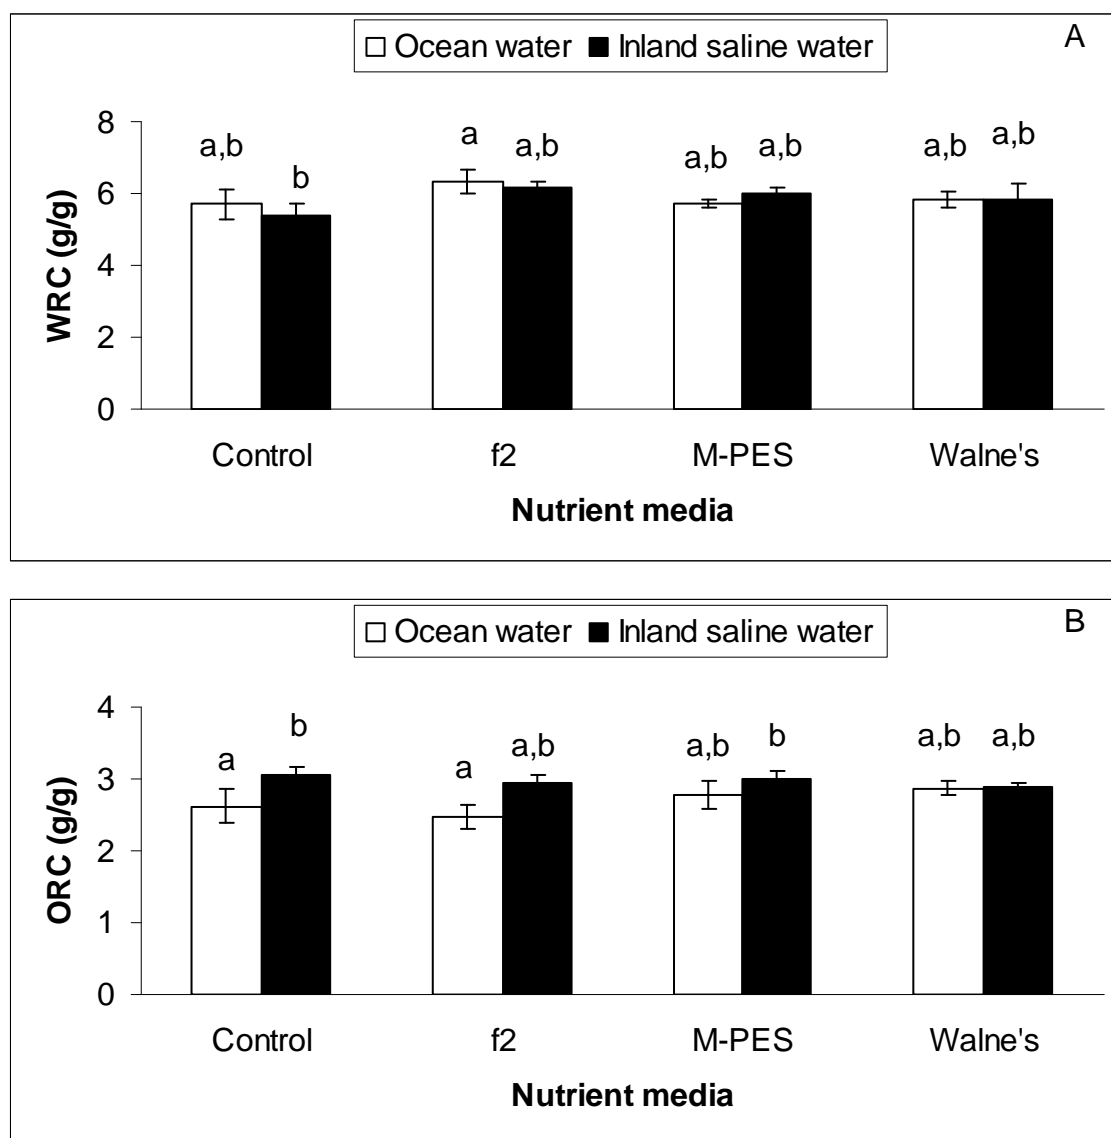 Ocean water Inland saline water
A
8
6
4
2
0
WRC (g/g)
a,b b a a,b a,b a,b a,b a,b
Control f2 M-PES Walne's
Nutrient media
Ocean water Inland saline water
B
4
3
2
1
0
ORC (g/g)
a b a a,b a,b b a,b a,b
Control f2 M-PES Walne's
Nutrient media